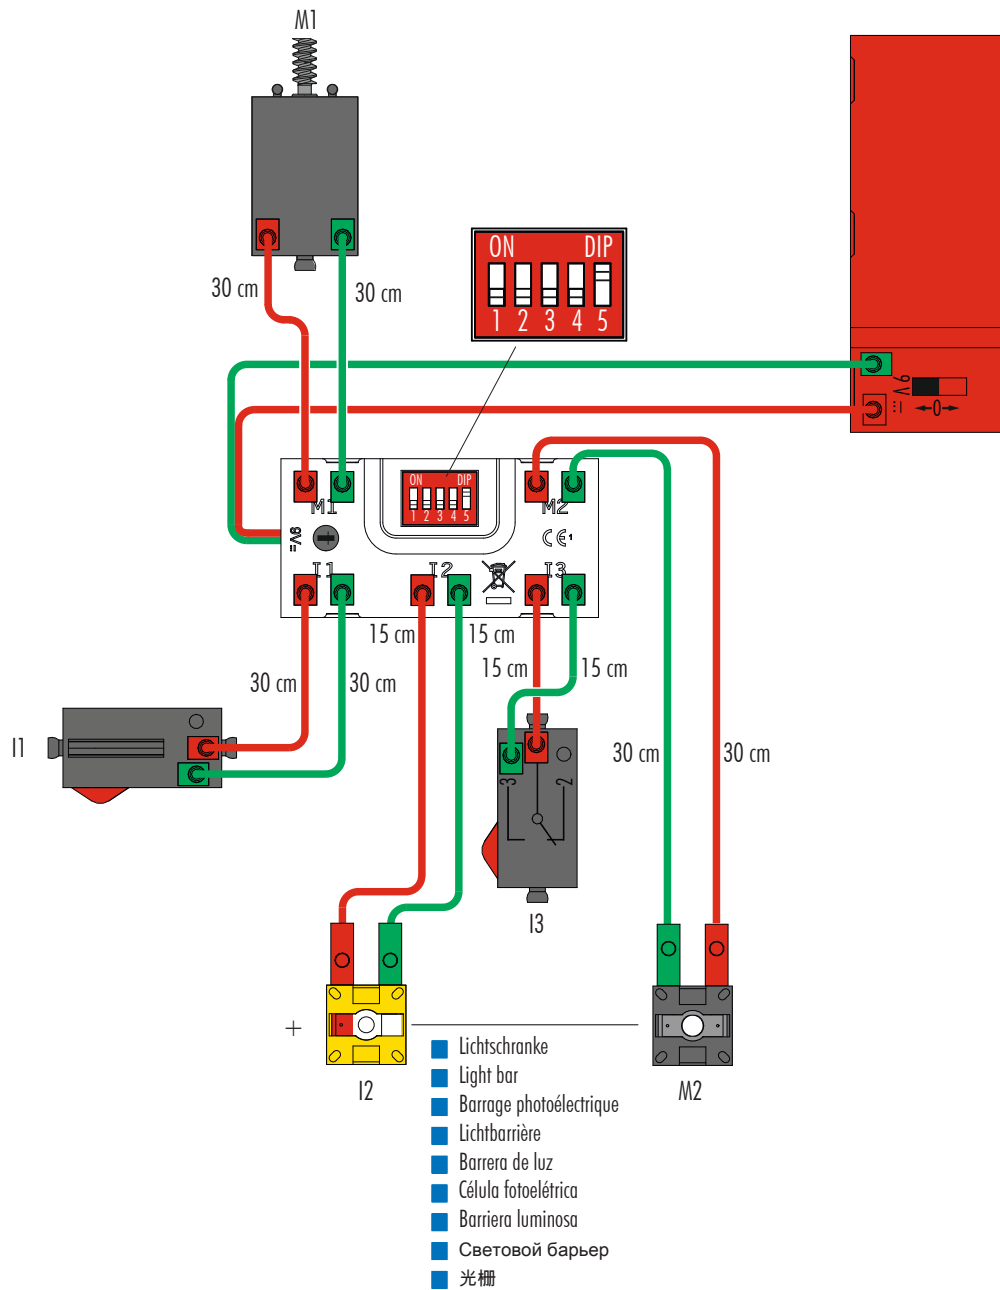 M1
30 cm
30 cm
ON DIP
1 2 3 4 5
9 V
←0→
ON DIP
1 2 3 4 5
M1
M2
9V=
CE1
I1
I2
I3
15 cm
15 cm
15 cm
15 cm
30 cm
30 cm
I1
30 cm
30 cm
3
2
I3
+
I2
M2
Lichtschranke
Light bar
Barrage photoélectrique
Lichtbarrière
Barrera de luz
Célula fotoelétrica
Barriera luminosa
Световой барьер
光栅